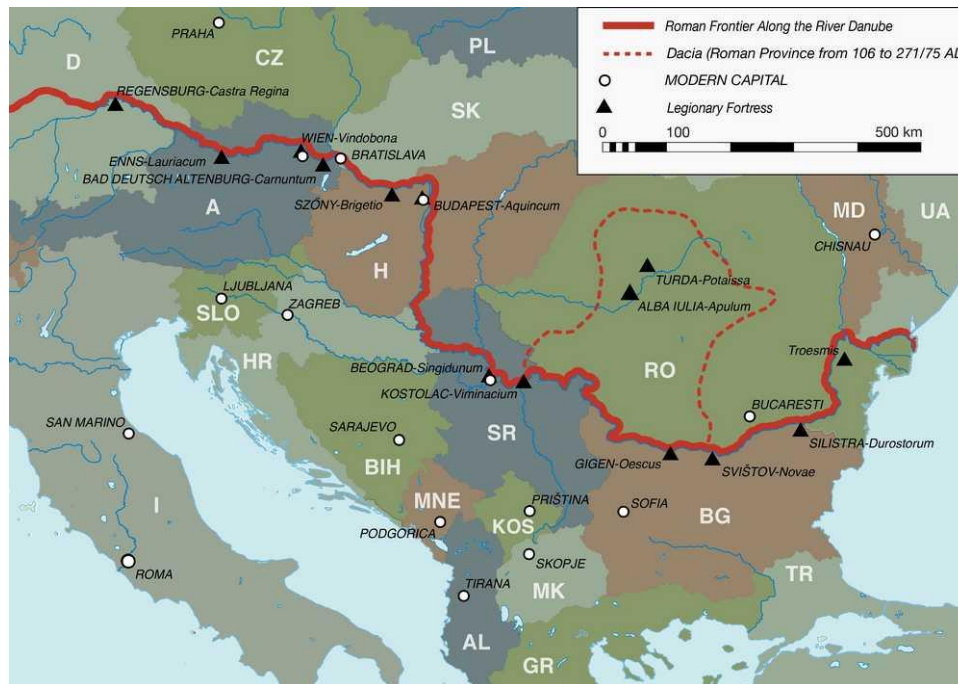 Roman Frontier Along the River Danube
Dacia (Roman Province from 106 to 271/75 AD
MODERN CAPITAL
Legionary Fortress
0 100 500 km
PRAHA
CZ
PL
D
REGENSBURG-Castra Regina
SK
WIEN-Vindobona
ENNS-Lauriacum
BRATISLAVA
BAD DEUTSCH ALTENBURG-Carnuntum
A
SZŐNY-Brigetio
BUDAPEST-Aquincum
MD
UA
CHISNAU
H
TURDA-Potaissa
ALBA IULIA-Apulum
LJUBLJANA
SLO
ZAGREB
HR
Troesmis
BEOGRAD-Singidunum
KOSTOLAC-Viminacium
RO
BUCARESTI
SAN MARINO
SARAJEVO
BIH
SR
SILISTRA-Durostorum
GIGEN-Oescus
SVIŠTOV-Novae
I
MNE
PODGORICA
PRIŠTINA
KOS
SOFIA
BG
ROMA
SKOPJE
TIRANA
MK
TR
AL
GR